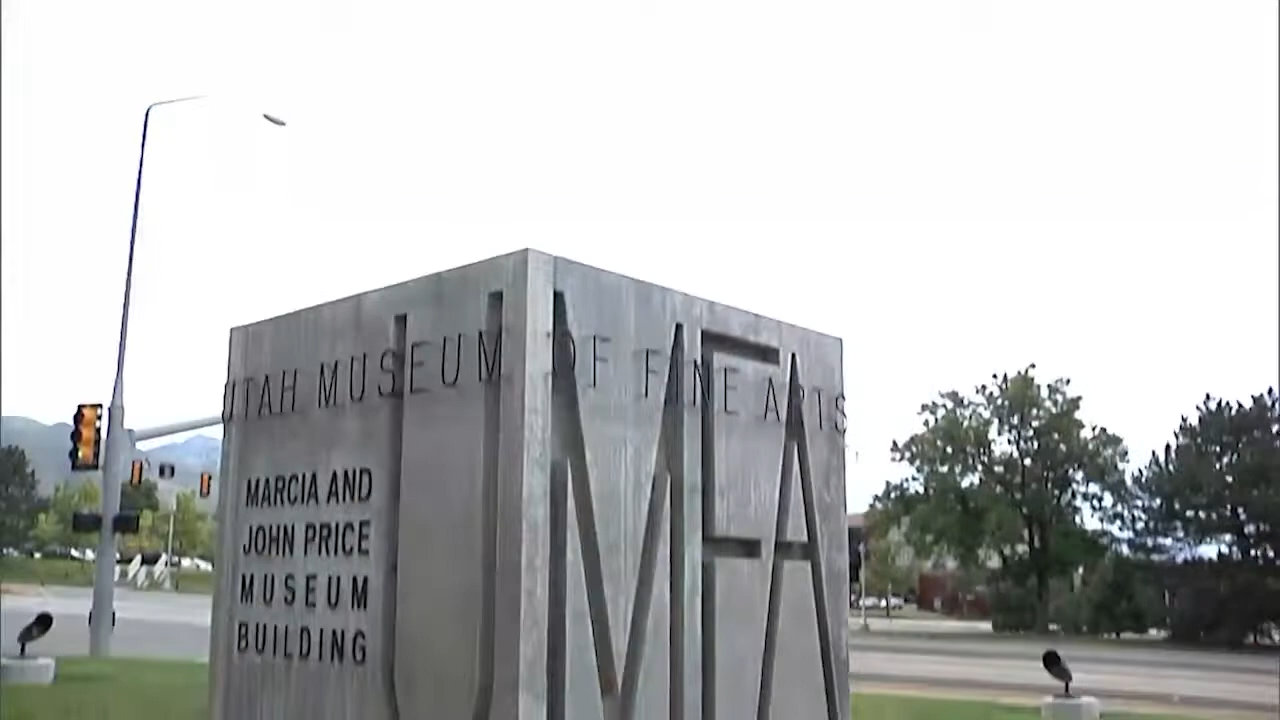 UTAH MUSEUM OF FINE ARTS
UMFA
MARCIA AND
JOHN PRICE
MUSEUM
BUILDING